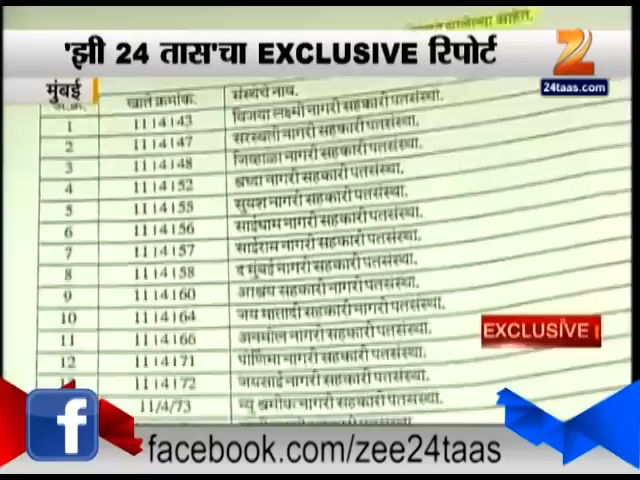 'झी 24 तास'चा EXCLUSIVE रिपोर्ट
24taas.com
मुंबई
खाते क्रमांक. संस्थेचे नाव.
1 1114143 विजया लक्ष्मी नागरी सहकारी पतसंस्था.
2 1114147 सरस्वती नागरी सहकारी पतसंस्था.
3 1114148 जिव्हाळा नागरी सहकारी पतसंस्था.
4 1114152 श्रध्दा नागरी सहकारी पतसंस्था.
5 1114155 सुयश नागरी सहकारी पतसंस्था.
6 1114156 साईधाम नागरी सहकारी पतसंस्था.
7 1114157 साईराम नागरी सहकारी पतसंस्था.
8 1114158 द मुंबई नागरी सहकारी पतसंस्था.
9 1114160 आश्रय सहकारी नागरी पतसंस्था.
10 1114164 जय मातादी सहकारी नागरी पतसंस्था.
11 1114166 अनमोल नागरी सहकारी पतसंस्था.
12 1114171 पोर्णिमा नागरी सहकारी पतसंस्था.
1114172 जयसाई नागरी सहकारी पतसंस्था.
11/4/73 न्यु श्रमीक नागरी सहकारी पतसंस्था.
EXCLUSIVE
facebook.com/zee24taas